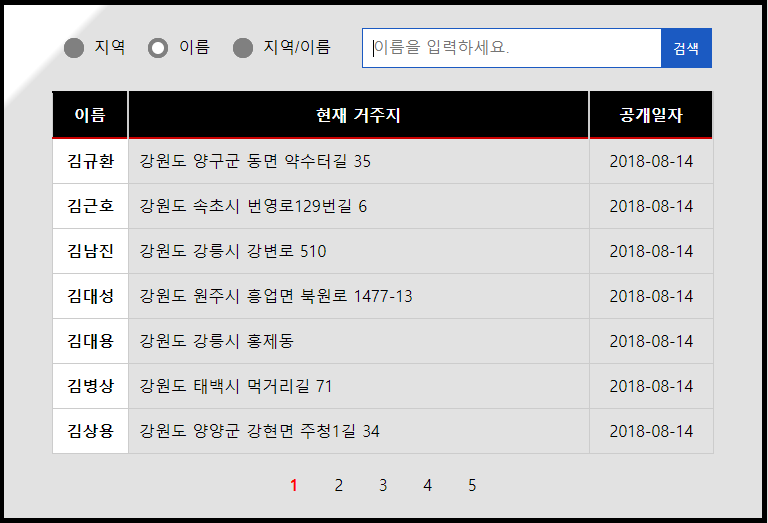 지역 이름 지역/이름 이름을 입력하세요. 검색
이름 현재 거주지 공개일자
김규환 강원도 양구군 동면 약수터길 35 2018-08-14
김근호 강원도 속초시 번영로129번길 6 2018-08-14
김남진 강원도 강릉시 강변로 510 2018-08-14
김대성 강원도 원주시 흥업면 북원로 1477-13 2018-08-14
김대용 강원도 강릉시 홍제동 2018-08-14
김병상 강원도 태백시 먹거리길 71 2018-08-14
김상용 강원도 양양군 강현면 주청1길 34 2018-08-14
1 2 3 4 5